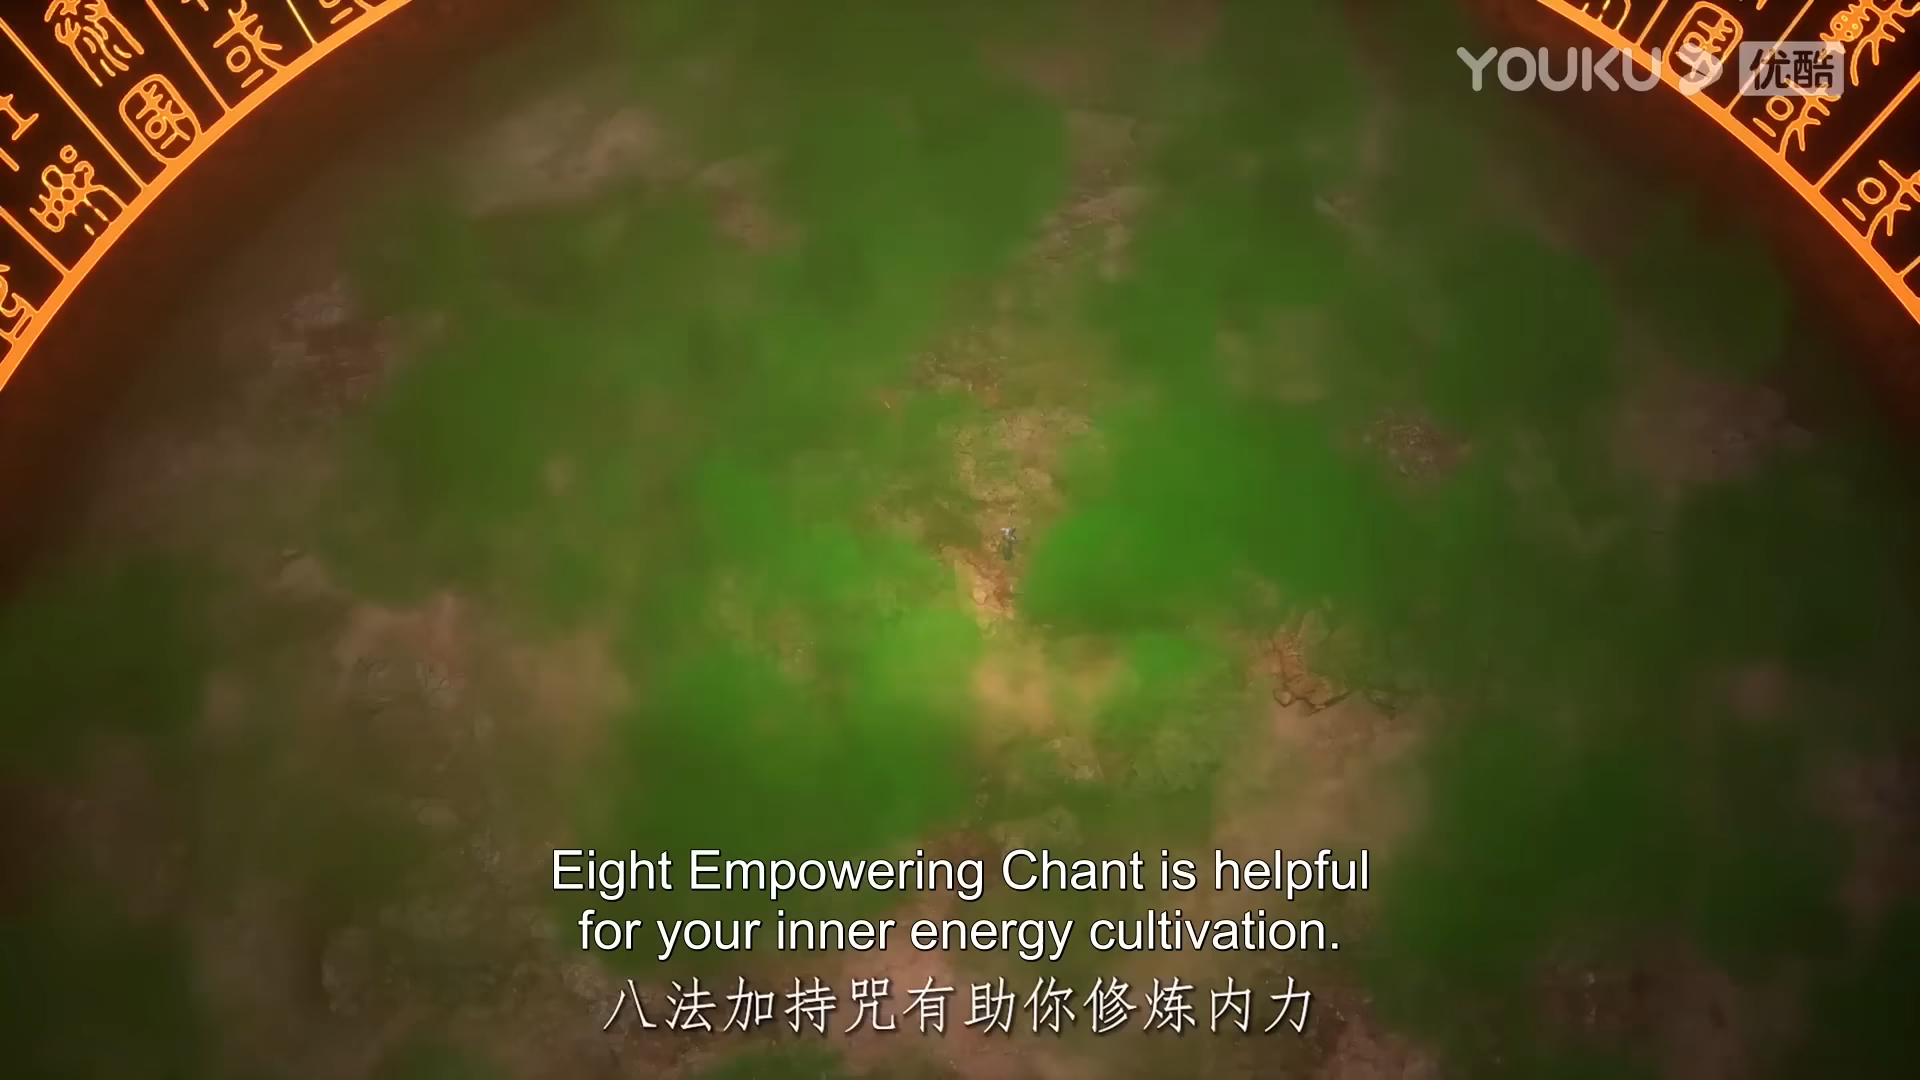 YOUKU 优酷
Eight Empowering Chant is helpful
for your inner energy cultivation.
八法加持咒有助你修炼内力